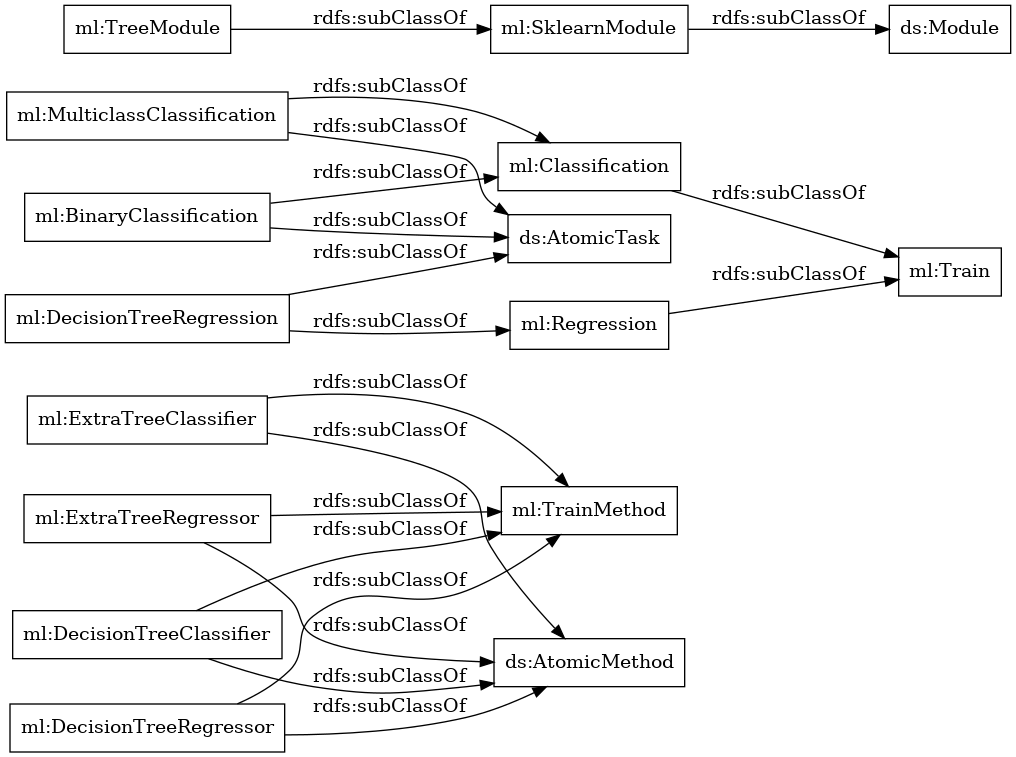 rdfs:subClassOf
rdfs:subClassOf
ml:TreeModule
ml:SklearnModule
ds:Module
rdfs:subClassOf
ml:MulticlassClassification
rdfs:subClassOf
ml:Classification
rdfs:subClassOf
rdfs:subClassOf
ml:BinaryClassification
rdfs:subClassOf
ds:AtomicTask
rdfs:subClassOf
ml:Train
rdfs:subClassOf
ml:DecisionTreeRegression
rdfs:subClassOf
ml:Regression
rdfs:subClassOf
ml:ExtraTreeClassifier
rdfs:subClassOf
rdfs:subClassOf
ml:ExtraTreeRegressor
ml:TrainMethod
rdfs:subClassOf
rdfs:subClassOf
rdfs:subClassOf
ml:DecisionTreeClassifier
ds:AtomicMethod
rdfs:subClassOf
rdfs:subClassOf
ml:DecisionTreeRegressor